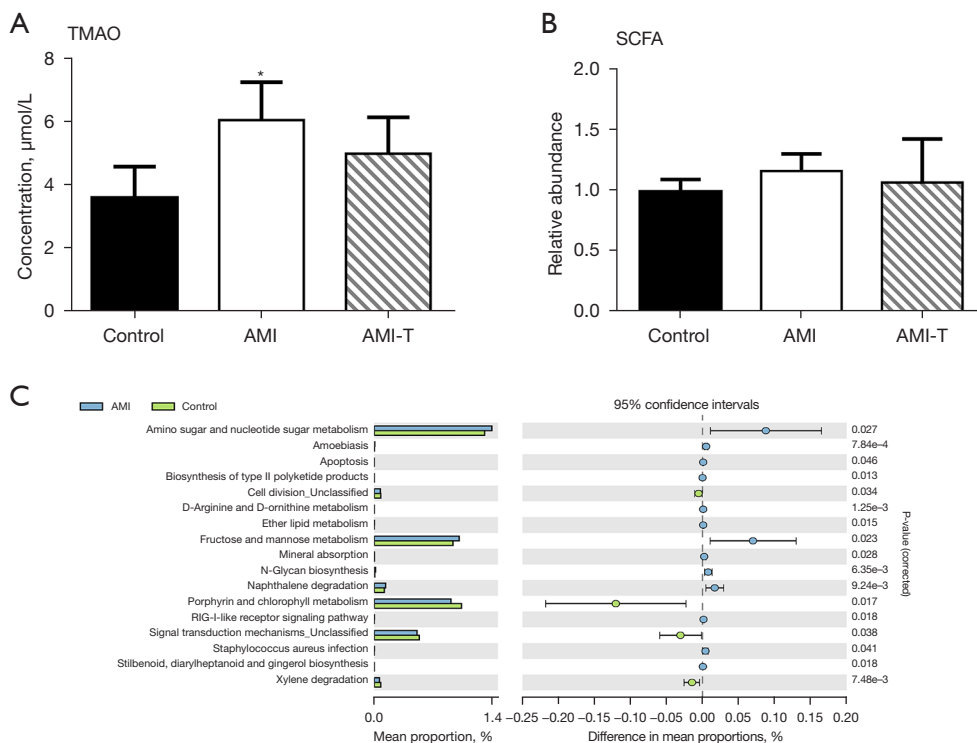 A
TMAO
8
6
4
2
0
Concentration, μmol/L
*
Control
AMI
AMI-T
B
SCFA
2.0
1.5
1.0
0.5
0.0
Relative abundance
Control
AMI
AMI-T
C
AMI
Control
95% confidence intervals
Amino sugar and nucleotide sugar metabolism 0.027
Amoebiasis 7.84e–4
Apoptosis 0.046
Biosynthesis of type II polyketide products 0.013
Cell division_Unclassified 0.034
D-Arginine and D-ornithine metabolism 1.25e–3
Ether lipid metabolism 0.015
Fructose and mannose metabolism 0.023
Mineral absorption 0.028
N-Glycan biosynthesis 6.35e–3
Naphthalene degradation 9.24e–3
Porphyrin and chlorophyll metabolism 0.017
RIG-I-like receptor signaling pathway 0.018
Signal transduction mechanisms_Unclassified 0.038
Staphylococcus aureus infection 0.041
Stilbenoid, diarylheptanoid and gingerol biosynthesis 0.018
Xylene degradation 7.48e–3
P-value (corrected)
0.0 1.4 –0.25 –0.20 –0.15 –0.10 –0.05 0.00 0.05 0.10 0.15 0.20
Mean proportion, % Difference in mean proportions, %